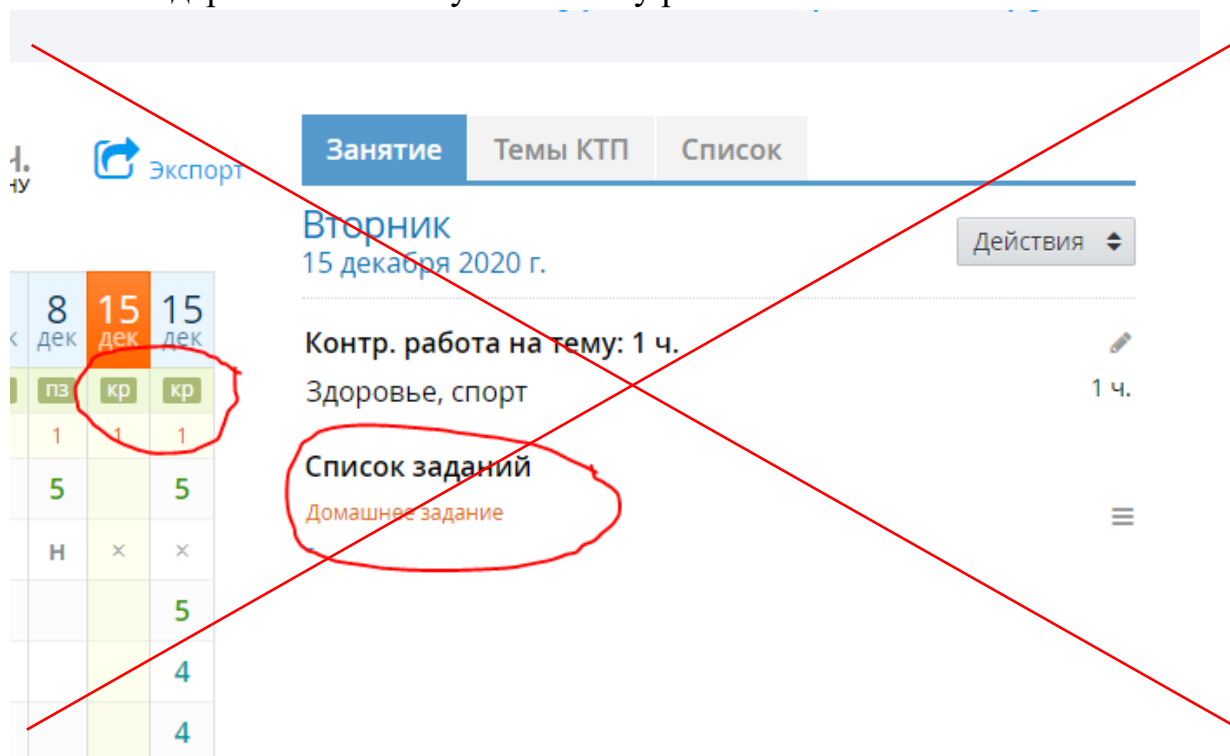 Занятие Темы КТП Список
Экспорт
Вторник
15 декабря 2020 г.
Действия
8 15 15
дек дек дек
пз кр кр
1 1 1
5 5
н × ×
5
4
4
Контр. работа на тему: 1 ч.
Здоровье, спорт
1 ч.
Список заданий
Домашнее задание
-